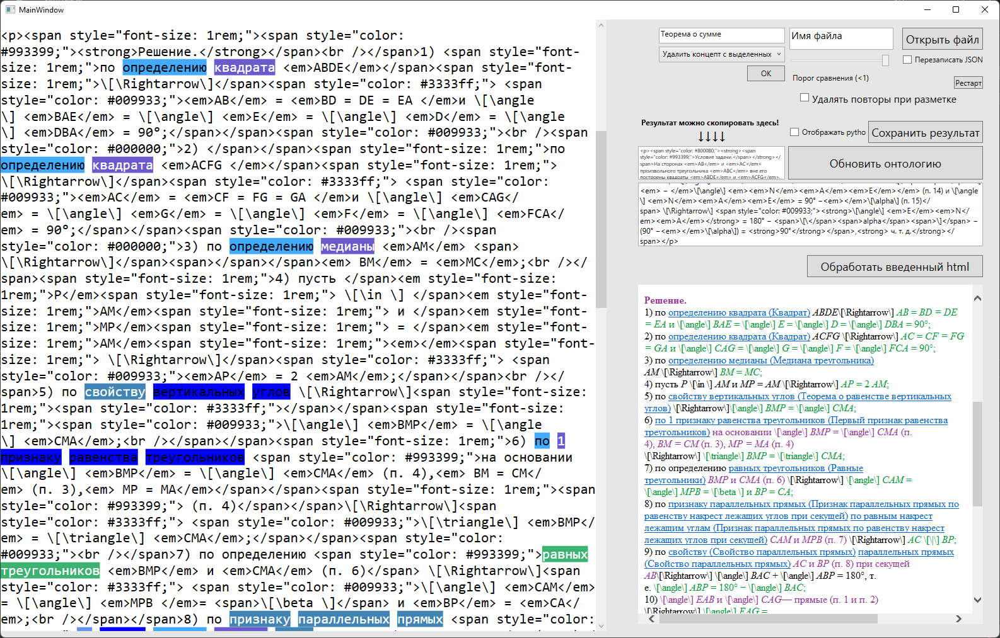 MainWindow
<p><span style="font-size: 1rem;"><span style="color:
#993399;"><strong>Решение.</strong></span><br /></span>1) <span style="font-
size: 1rem;">по определению квадрата <em>ABDE</em></span><span style="font-
size: 1rem;">\[\Rightarrow\]</span><span style="color: #3333ff;"> <span
style="color: #009933;"><em>AB</em> = <em>BD = DE = EA </em>и \[\angle
\] <em>BAE</em> = \[\angle\] <em>E</em> = \[\angle\] <em>D</em> = \[\angle
\] <em>DBA</em> = 90°;</span></span><span style="color: #009933;"><br /><span
style="color: #000000;">2) </span></span><span style="font-size: 1rem;">по
определению квадрата <em>ACFG </em></span><span style="font-size: 1rem;">
\[\Rightarrow\]</span><span style="color: #3333ff;"> <span style="color:
#009933;"><em>AC</em> = <em>CF = FG = GA </em>и \[\angle\] <em>CAG</
em> = \[\angle\] <em>G</em> = \[\angle\] <em>F</em> = \[\angle\] <em>FCA</
em> = 90°;</span></span><span style="color: #009933;"><br /><span
style="color: #000000;">3) по определению медианы <em>AM</em> <span>
\[\Rightarrow\]</span></span></span><em> BM</em> = <em>MC</em>;<br /></
span><span style="font-size: 1rem;">4) пусть </span><em style="font-size:
1rem;">P</em><span style="font-size: 1rem;"> \[\in \] </span><em style="font-
size: 1rem;">AM</em><span style="font-size: 1rem;"> и </span><em style="font-
size: 1rem;">MP</em><span style="font-size: 1rem;"> = </span><em style="font-
size: 1rem;">AM</em><span style="font-size: 1rem;"><em></em><span style="font-
size: 1rem;"> \[\Rightarrow\]</span><span style="color: #3333ff;"> <span
style="color: #009933;"><em>AP</em> = 2 <em>AM</em>;</span></span><br /></
span>5) по свойству вертикальных углов \[\Rightarrow\]<span style="font-size:
1rem;"><span style="color: #3333ff;"></span></span><span style="font-size:
1rem;"><span style="color: #009933;">\[\angle\] <em>BMP</em> = \[\angle
\] <em>CMA</em>;<br /></span></span><span style="font-size: 1rem;">6) по 1
признаку равенства треугольников <span style="color: #993399;">на основании
\[\angle\] <em>BMP</em> = \[\angle\] <em>CMA</em> (п. 4),<em> BM = CM</
em> (п. 3),<em> MP = MA</em></span></span><span style="font-size: 1rem;"><span
style="color: #993399;"> (п. 4)</span></span>\[\Rightarrow\]<span
style="color: #3333ff;"> <span style="color: #009933;">\[\triangle\] <em>BMP</
em> = \[\triangle\] <em>CMA</em>;</span></span><span style="color:
#009933;"><br /></span>7) по определению <span style="color: #993399;">равных
треугольников <em>BMP</em> и <em>CMA</em> (п. 6)</span> \[\Rightarrow\]<span
style="color: #3333ff;"> <span style="color: #009933;">\[\angle\] <em>CAM</em>
= \[\angle\] <em>MPB </em>= <span>\[\beta \]</span> и <em>BP</em> = <em>CA</
em>;<br /></span></span>8) по признаку параллельных прямых <span style="color:
Теорема о сумме
Имя файла
Открыть файл
Удалить концепт с выделенных
Перезаписать JSON
ОК
Порог сравнения (<1)
Рестарт
Удалять повторы при разметке
Результат можно скопировать здесь!
↓↓↓↓
Отображать pytho
Сохранить результат
<p><span style="color: #800080;"><strong><span
style="color: #993399;">Условие задачи.</span></strong></
span>На сторонах <em>AB</em> и <em>AC</em>
произвольного треугольника <em>ABC</em> вне его
построены квадраты <em>ABDE</em> и <em>ACFG</em>.
Обновить онтологию
<em> − </em>\[\angle\] <em><em>N</em><em>A</em><em>E</em></em> (п. 14) и \[\angle
\] <em>N</em><em>A</em><em>E</em> = 90° −<em></em>\[\alpha\] (п. 15)</
span> \[\Rightarrow\] <span style="color: #009933;"><strong>\[\angle\] <em>E</em><em>N</
em><em>A</em></strong> = 180° − <span>\[\</span><span>alpha</span><span>\]</span> −
(90° −<em></em>\[\alpha\]) = <strong>90°</strong></span>,<strong> ч. т. д.</strong></
span></p>
Обработать введенный html
Решение.
1) по определению квадрата (Квадрат) ABDE\[\Rightarrow\] AB = BD = DE
= EA и \[\angle\] BAE = \[\angle\] E = \[\angle\] D = \[\angle\] DBA = 90°;
2) по определению квадрата (Квадрат) ACFG \[\Rightarrow\] AC = CF = FG
= GA и \[\angle\] CAG = \[\angle\] G = \[\angle\] F = \[\angle\] FCA = 90°;
3) по определению медианы (Медиана треугольника)
AM \[\Rightarrow\] BM = MC;
4) пусть P \[\in \] AM и MP = AM \[\Rightarrow\] AP = 2 AM;
5) по свойству вертикальных углов (Теорема о равенстве вертикальных
углов) \[\Rightarrow\]\[\angle\] BMP = \[\angle\] CMA;
6) по 1 признаку равенства треугольников (Первый признак равенства
треугольников) на основании \[\angle\] BMP = \[\angle\] CMA (п.
4), BM = CM (п. 3), MP = MA (п. 4)
\[\Rightarrow\] \[\triangle\] BMP = \[\triangle\] CMA;
7) по определению равных треугольников (Равные
треугольники) BMP и CMA (п. 6) \[\Rightarrow\] \[\angle\] CAM =
\[\angle\] MPB = \[\beta \] и BP = CA;
8) по признаку параллельных прямых (Признак параллельных прямых по
равенству накрест лежащих углов при секущей) по равным накрест
лежащим углам (Признак параллельных прямых по равенству накрест
лежащих углов при секущей) CAM и MPB (п. 7) \[\Rightarrow\] AC \[\|\] BP;
9) по свойству (Свойство параллельных прямых) параллельных прямых
(Свойство параллельных прямых) AC и BP (п. 8) при секущей
AB\[\Rightarrow\] \[\angle\] BAC + \[\angle\] ABP = 180°, т.
е. \[\angle\] ABP = 180° − \[\angle\] BAC;
10) \[\angle\] EAB и \[\angle\] CAG— прямые (п. 1 и п. 2)
\[\Rightarrow\] \[\angle\] EAG =